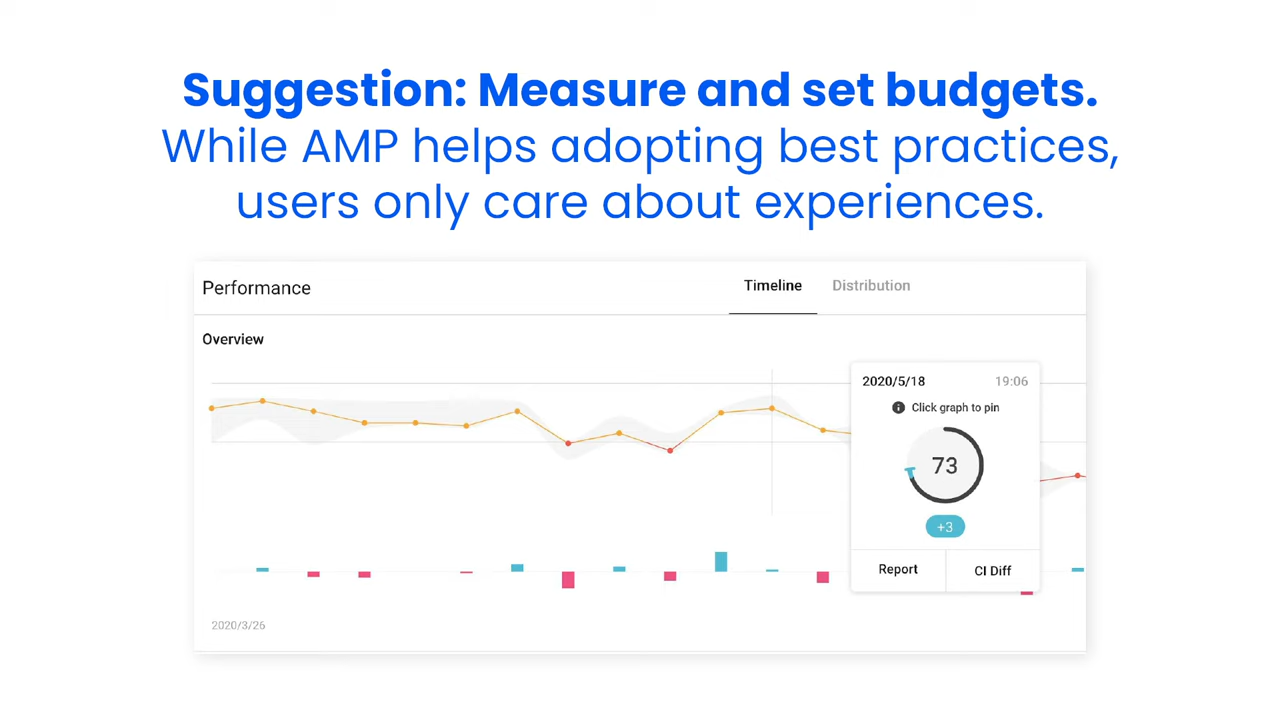 Suggestion: Measure and set budgets.
While AMP helps adopting best practices,
users only care about experiences.
Performance
Timeline
Distribution
Overview
2020/5/18
19:06
Click graph to pin
73
+3
Report
CI Diff
2020/3/26